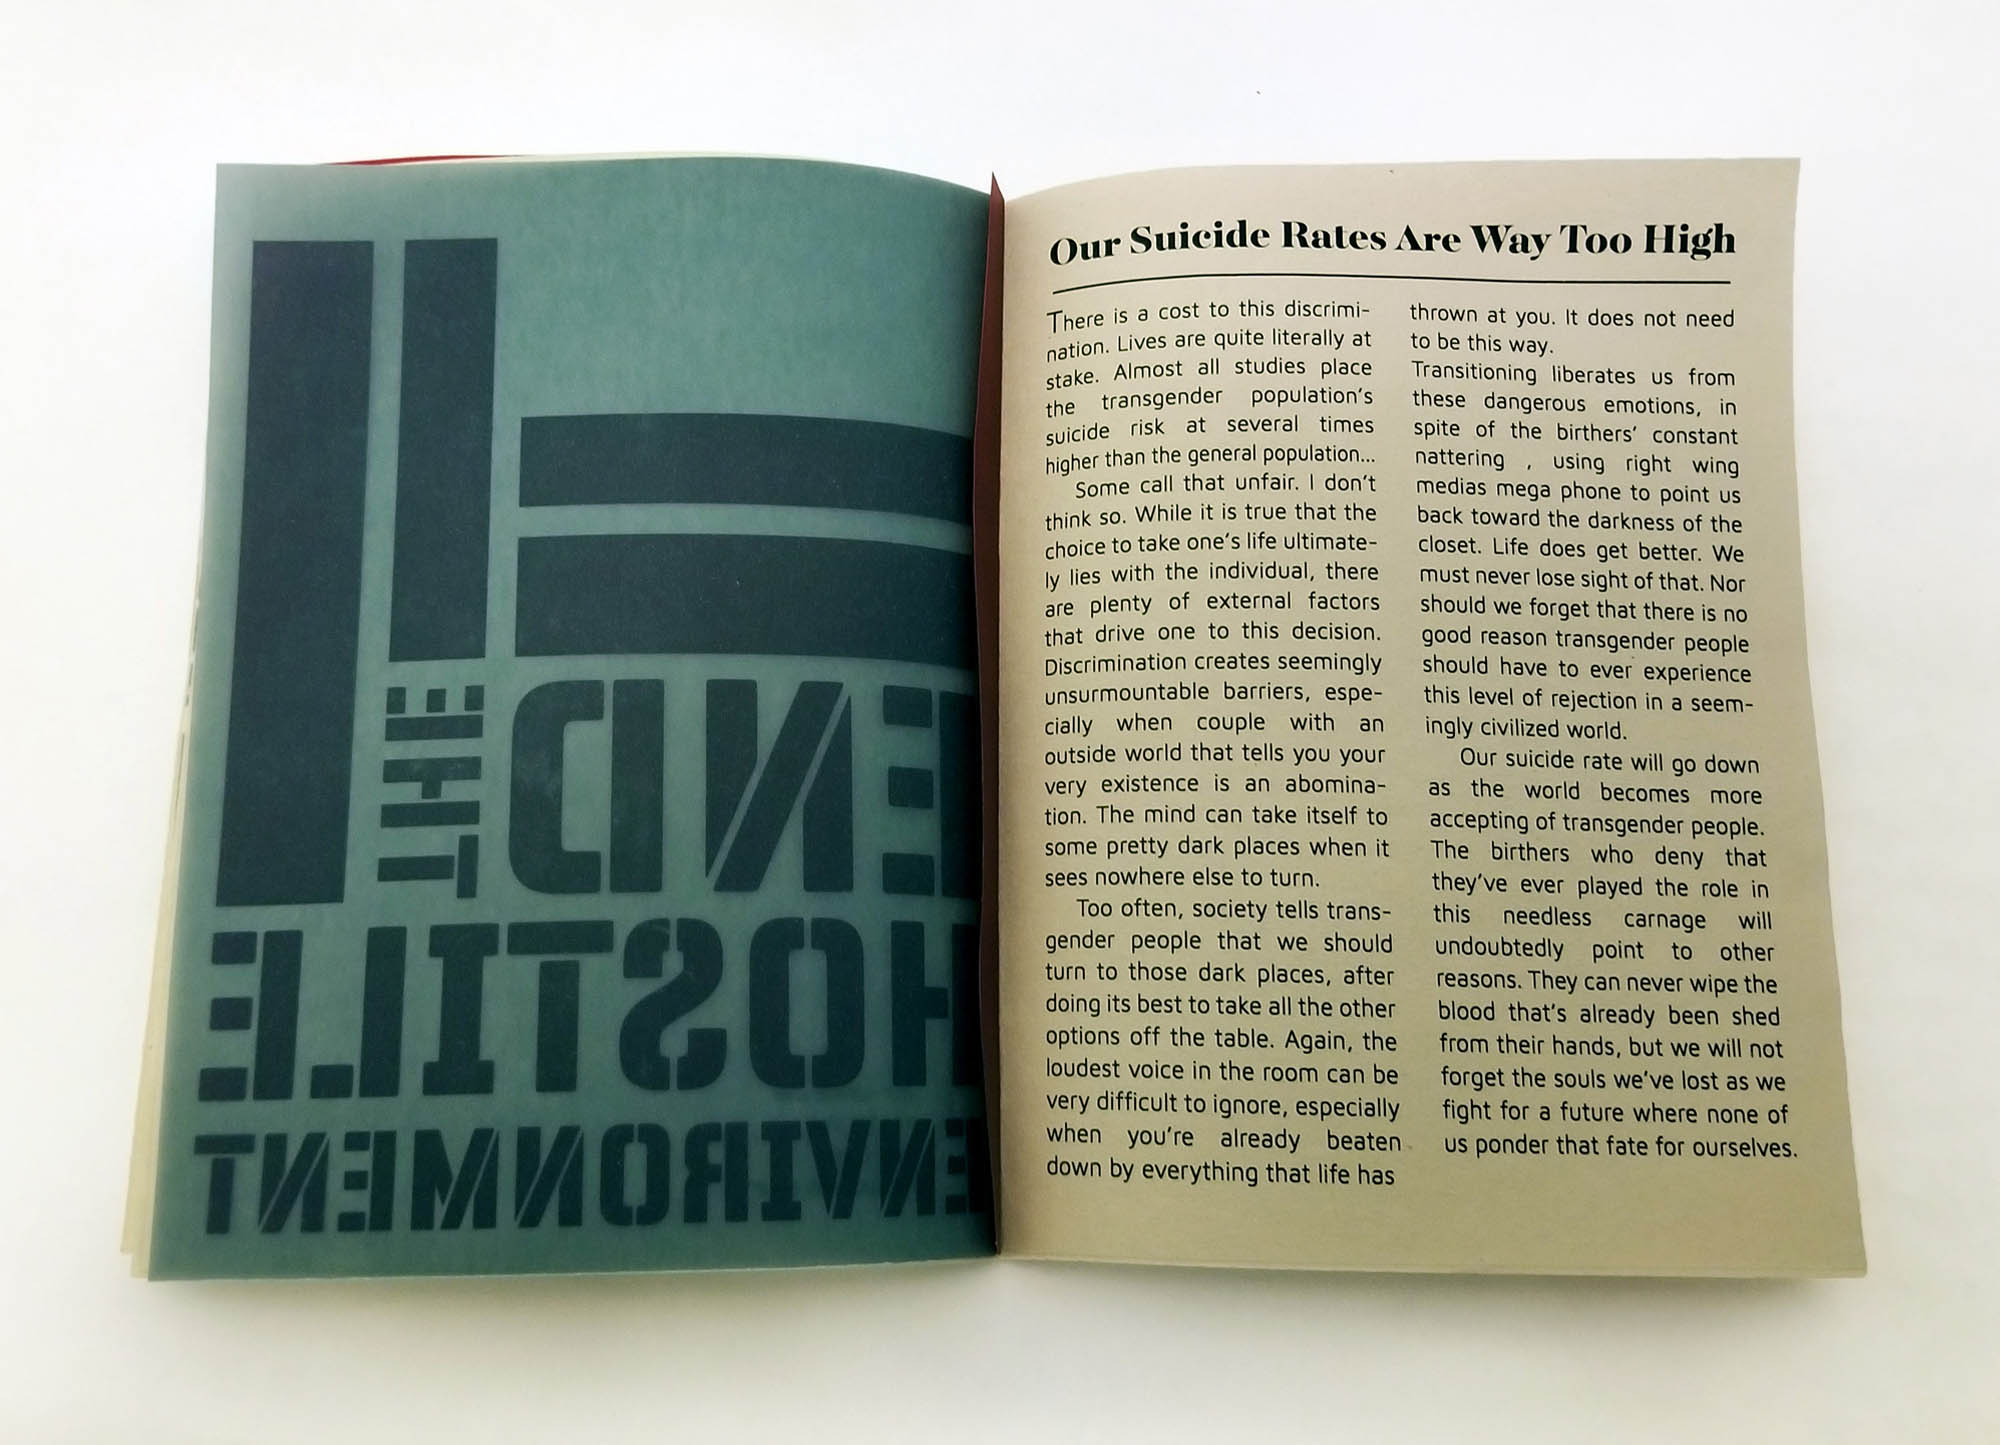 END
THE
HOSTILE
ENVIRONMENT
Our Suicide Rates Are Way Too High
There is a cost to this discrimi-
nation. Lives are quite literally at
stake. Almost all studies place
the transgender population's
suicide risk at several times
higher than the general population...
Some call that unfair. I don't
think so. While it is true that the
choice to take one's life ultimate-
ly lies with the individual, there
are plenty of external factors
that drive one to this decision.
Discrimination creates seemingly
unsurmountable barriers, espe-
cially when couple with an
outside world that tells you your
very existence is an abomina-
tion. The mind can take itself to
some pretty dark places when it
sees nowhere else to turn.
Too often, society tells trans-
gender people that we should
turn to those dark places, after
doing its best to take all the other
options off the table. Again, the
loudest voice in the room can be
very difficult to ignore, especially
when you're already beaten
down by everything that life has
thrown at you. It does not need
to be this way.
Transitioning liberates us from
these dangerous emotions, in
spite of the birthers' constant
nattering , using right wing
medias mega phone to point us
back toward the darkness of the
closet. Life does get better. We
must never lose sight of that. Nor
should we forget that there is no
good reason transgender people
should have to ever experience
this level of rejection in a seem-
ingly civilized world.
Our suicide rate will go down
as the world becomes more
accepting of transgender people.
The birthers who deny that
they've ever played the role in
this needless carnage will
undoubtedly point to other
reasons. They can never wipe the
blood that's already been shed
from their hands, but we will not
forget the souls we've lost as we
fight for a future where none of
us ponder that fate for ourselves.